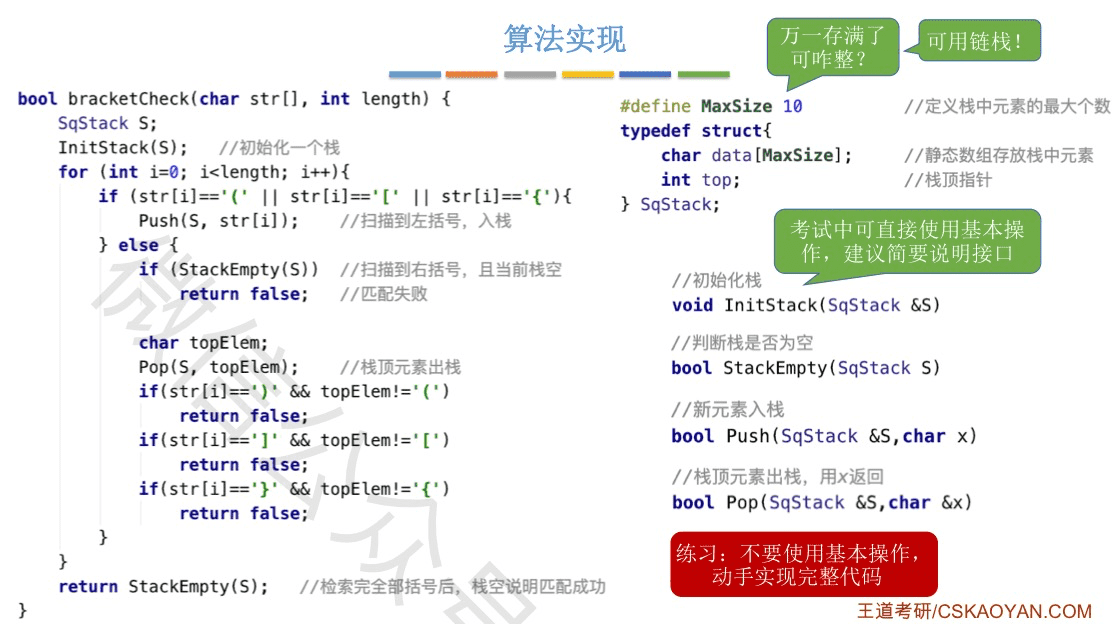 算法实现
万一存满了
可咋整？
可用链栈！
bool bracketCheck(char str[], int length) {
    SqStack S;
    InitStack(S);   //初始化一个栈
    for (int i=0; i<length; i++){
        if (str[i]=='(' || str[i]=='[' || str[i]=='{'){
            Push(S, str[i]);    //扫描到左括号，入栈
        } else {
            if (StackEmpty(S))  //扫描到右括号，且当前栈空
                return false;   //匹配失败
            char topElem;
            Pop(S, topElem);    //栈顶元素出栈
            if(str[i]==')' && topElem!='(')
                return false;
            if(str[i]==']' && topElem!='[')
                return false;
            if(str[i]=='}' && topElem!='{')
                return false;
        }
    }
    return StackEmpty(S);   //检索完全部括号后，栈空说明匹配成功
}
#define MaxSize 10          //定义栈中元素的最大个数
typedef struct{
    char data[MaxSize];     //静态数组存放栈中元素
    int top;                //栈顶指针
} SqStack;
考试中可直接使用基本操
作，建议简要说明接口
//初始化栈
void InitStack(SqStack &S)
//判断栈是否为空
bool StackEmpty(SqStack S)
//新元素入栈
bool Push(SqStack &S,char x)
//栈顶元素出栈，用x返回
bool Pop(SqStack &S,char &x)
练习：不要使用基本操作，
动手实现完整代码
王道考研/CSKAOYAN.COM
微信公众号